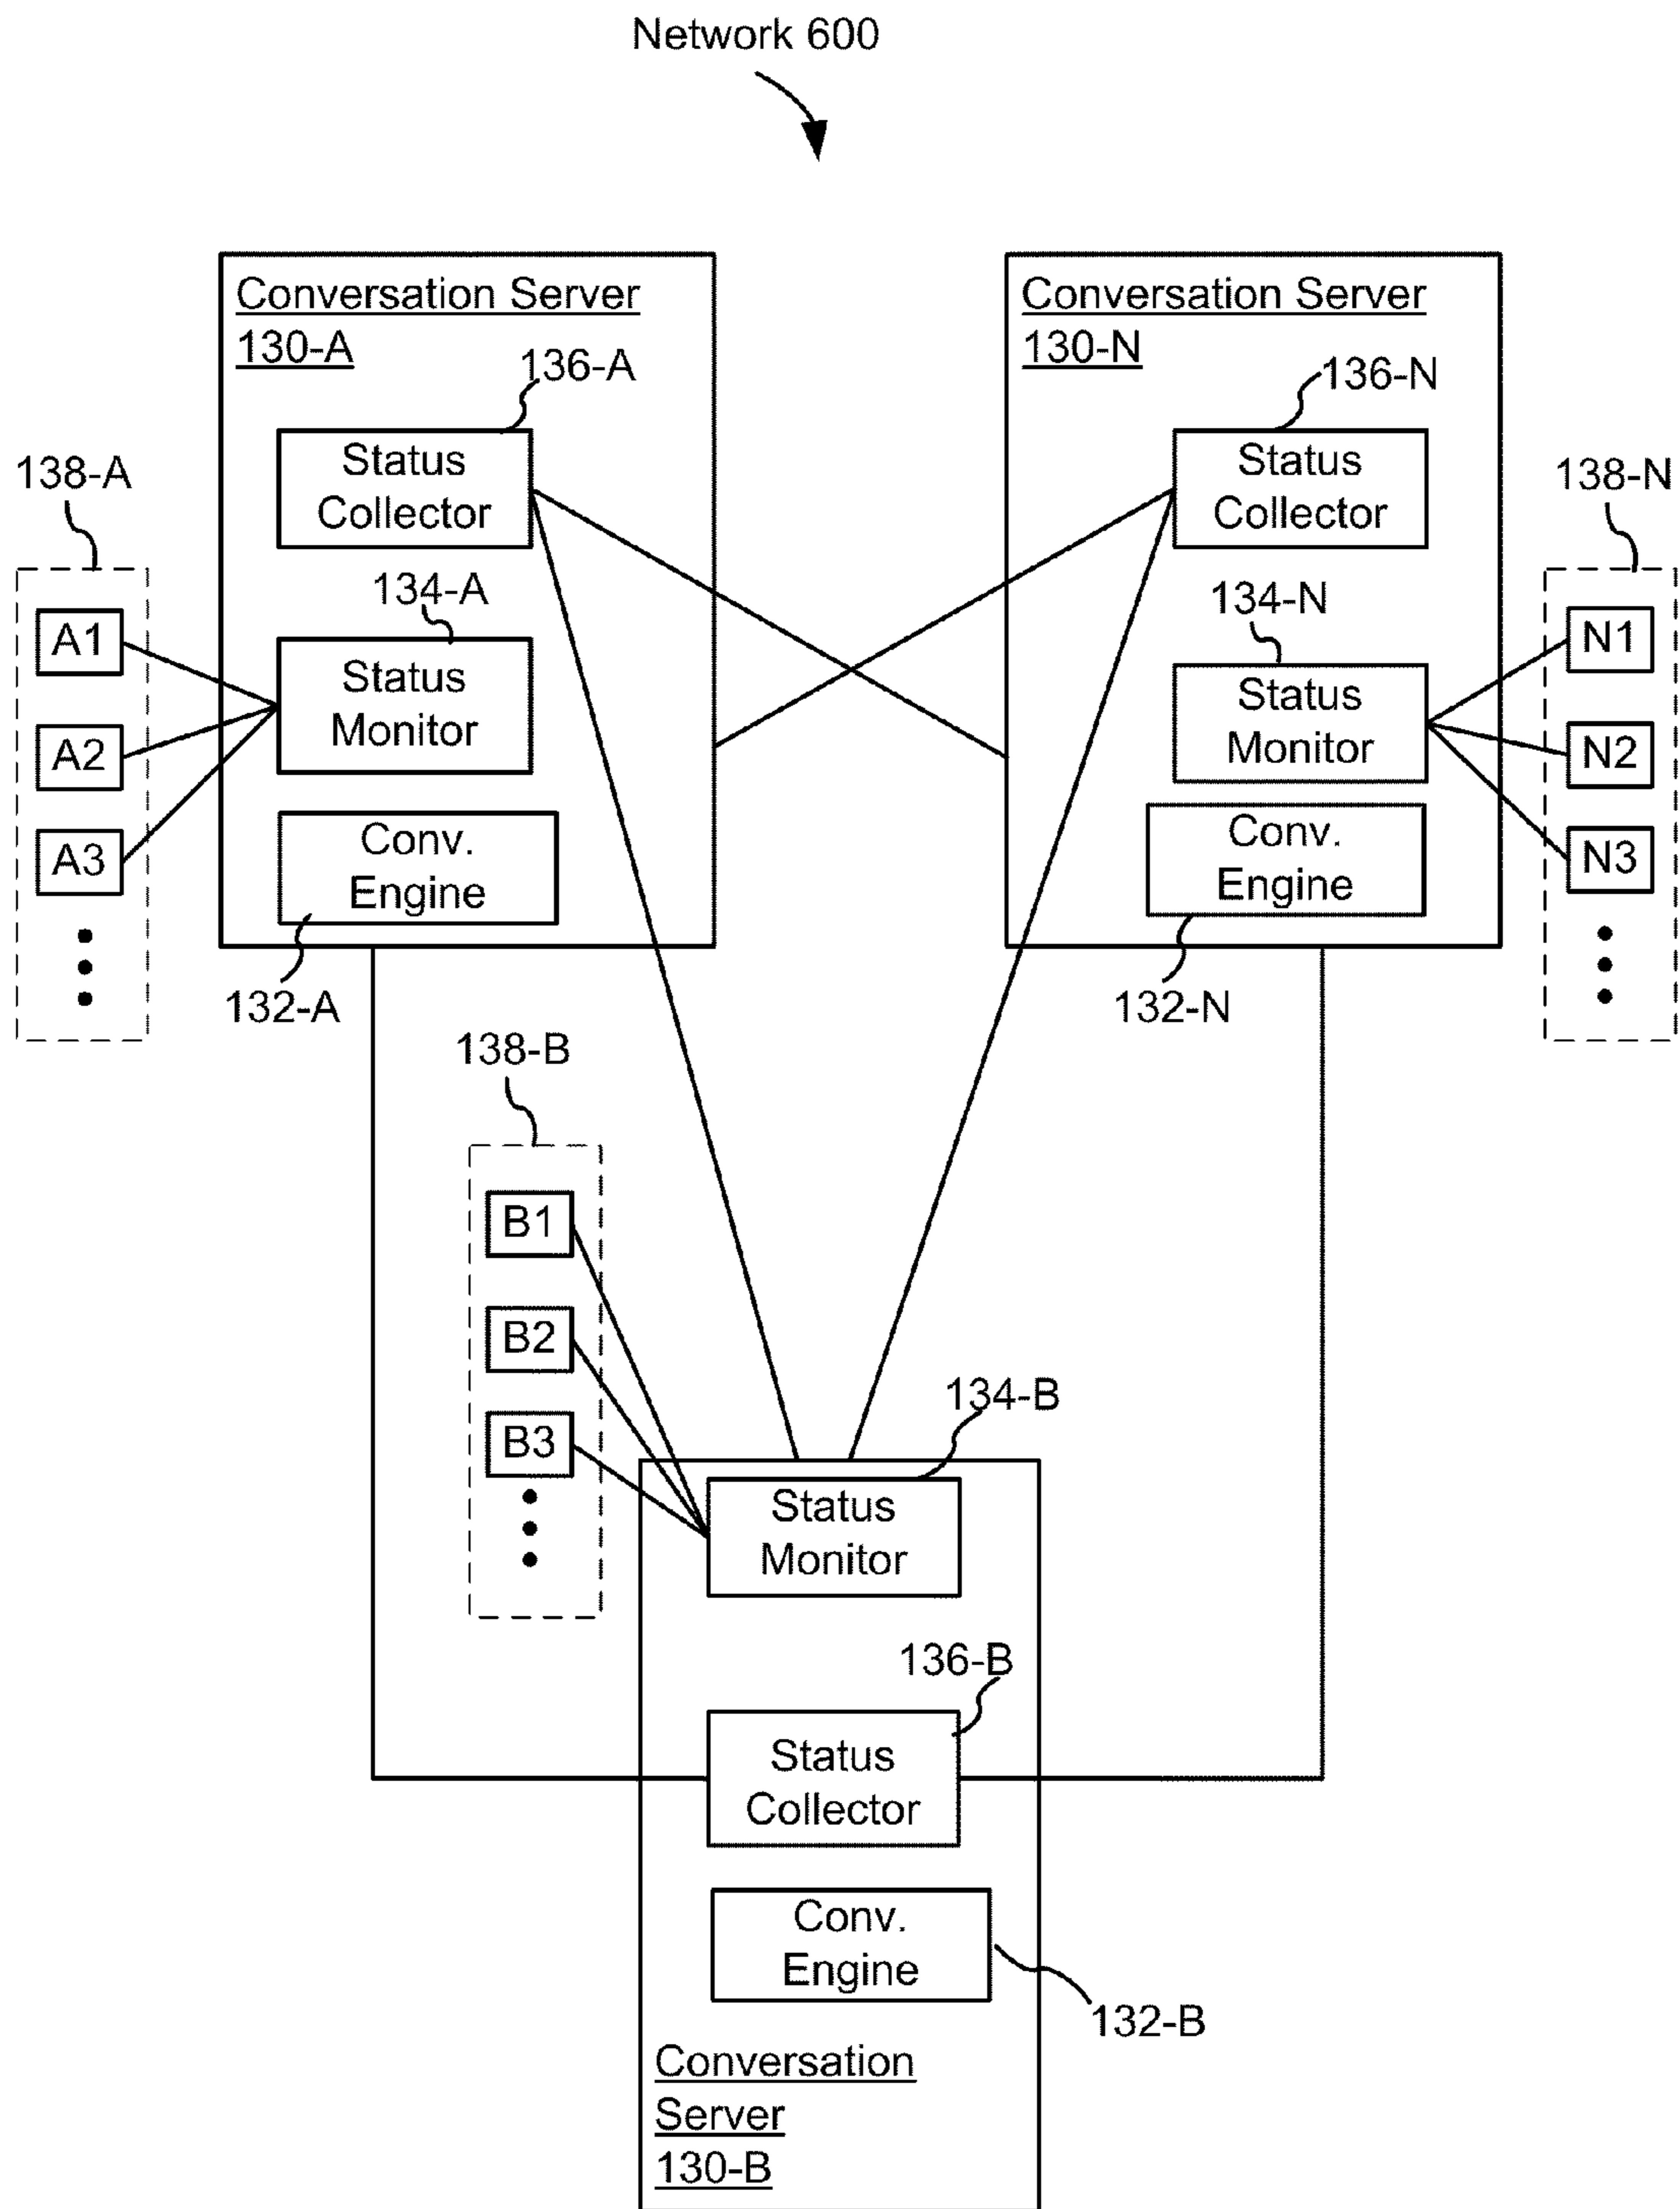 Network 600
Conversation Server
130-A
136-A
Status
Collector
134-A
Status
Monitor
Conv.
Engine
132-A
138-A
A1
A2
A3
Conversation Server
130-N
136-N
Status
Collector
134-N
Status
Monitor
Conv.
Engine
132-N
138-N
N1
N2
N3
138-B
B1
B2
B3
134-B
Status
Monitor
136-B
Status
Collector
Conv.
Engine
132-B
Conversation
Server
130-B